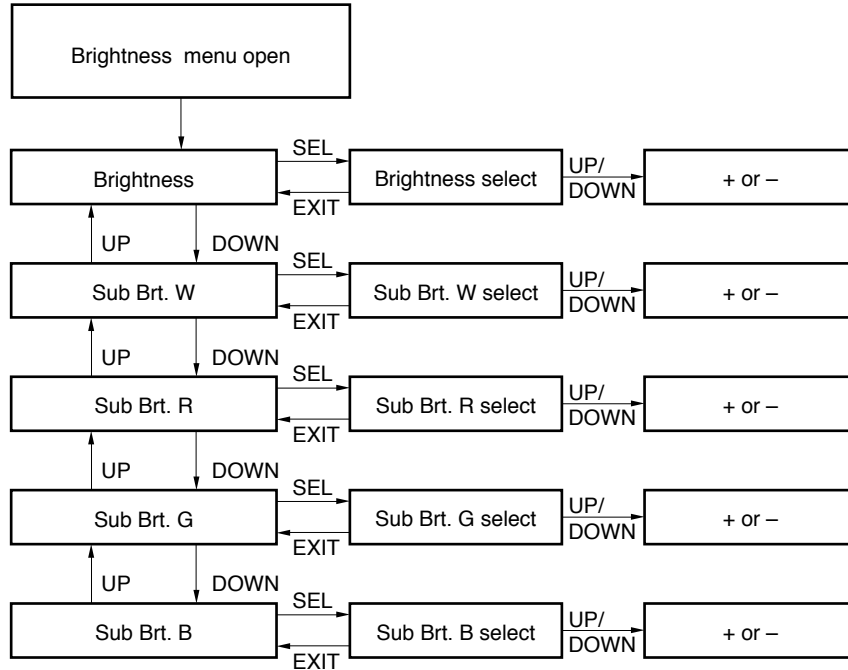 Brightness menu open
SEL
UP/
Brightness
Brightness select
+ or –
EXIT
DOWN
UP
DOWN
SEL
UP/
Sub Brt. W
Sub Brt. W select
+ or –
EXIT
DOWN
UP
DOWN
SEL
UP/
Sub Brt. R
Sub Brt. R select
+ or –
EXIT
DOWN
UP
DOWN
SEL
UP/
Sub Brt. G
Sub Brt. G select
+ or –
EXIT
DOWN
UP
DOWN
SEL
UP/
Sub Brt. B
Sub Brt. B select
+ or –
EXIT
DOWN